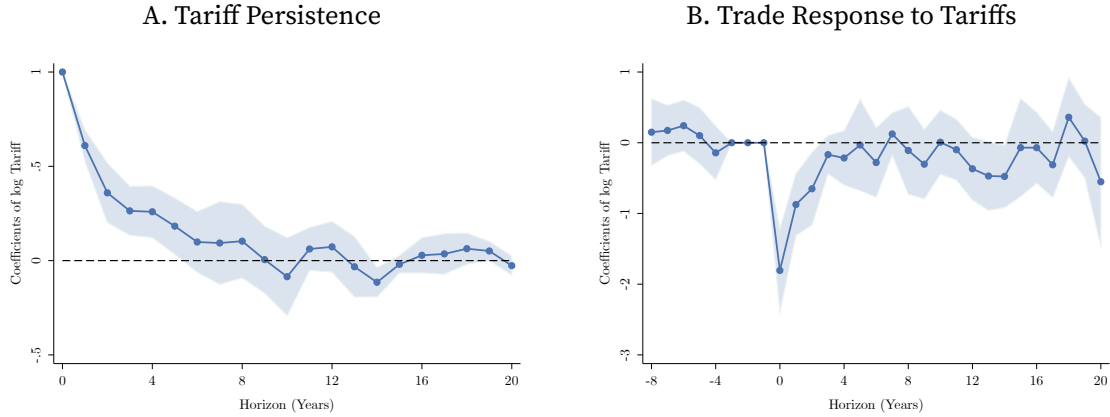 A. Tariff Persistence
Coefficients of log Tariff
1
.5
0
-.5
0 4 8 12 16 20
Horizon (Years)
B. Trade Response to Tariffs
Coefficients of log Tariff
1
0
-1
-2
-3
-8 -4 0 4 8 12 16 20
Horizon (Years)